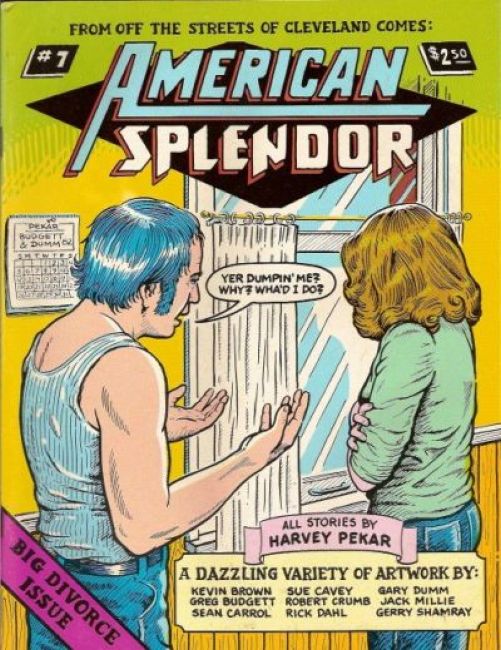 FROM OFF THE STREETS OF CLEVELAND COMES:
#7
$2.50
AMERICAN
SPLENDOR
PEKAR
BUDGETT
& DUMM
S M T W T F S
YER DUMPIN' ME?
WHY? WHA'D I DO?
ALL STORIES BY
HARVEY PEKAR
BIG DIVORCE
ISSUE
A DAZZLING VARIETY OF ARTWORK BY:
KEVIN BROWN SUE CAVEY GARY DUMM
GREG BUDGETT ROBERT CRUMB JACK MILLIE
SEAN CARROL RICK DAHL GERRY SHAMRAY